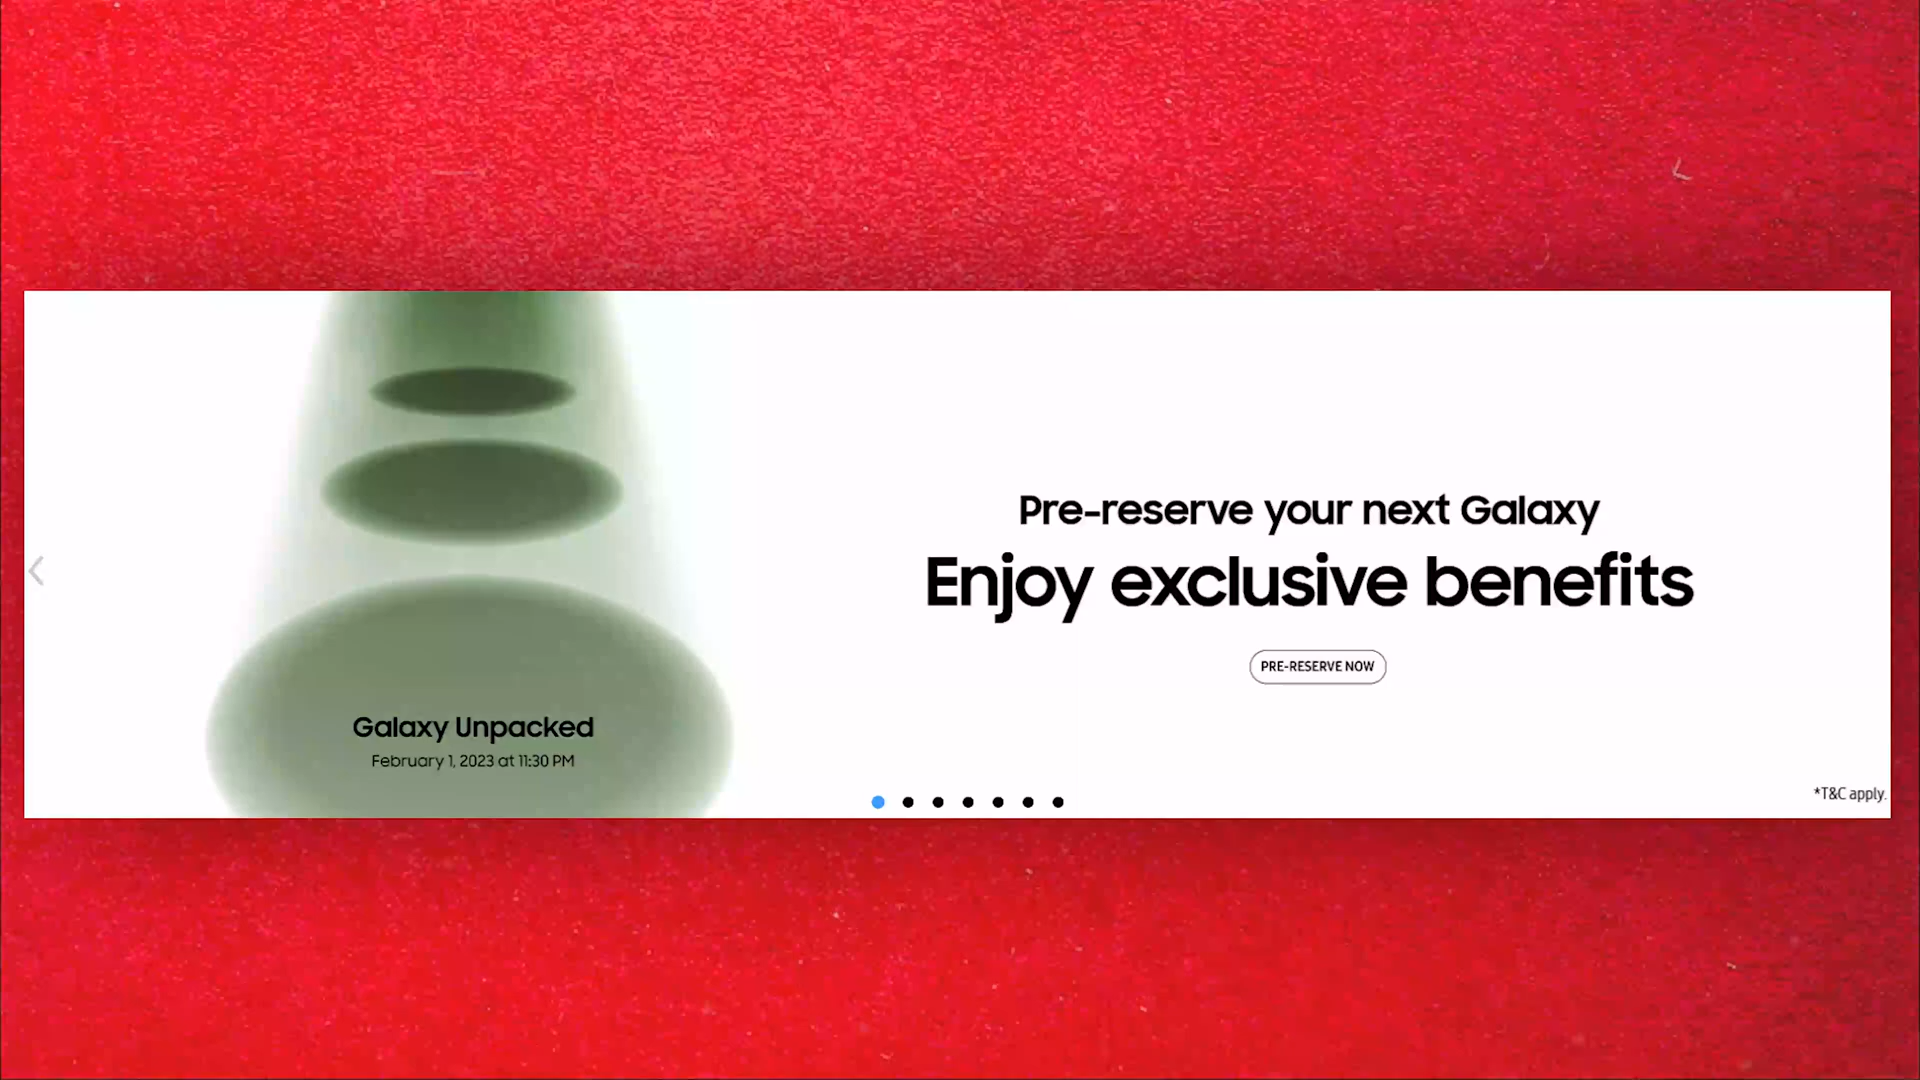 Pre-reserve your next Galaxy
Enjoy exclusive benefits
PRE-RESERVE NOW
Galaxy Unpacked
February 1, 2023 at 11:30 PM
*T&C apply.